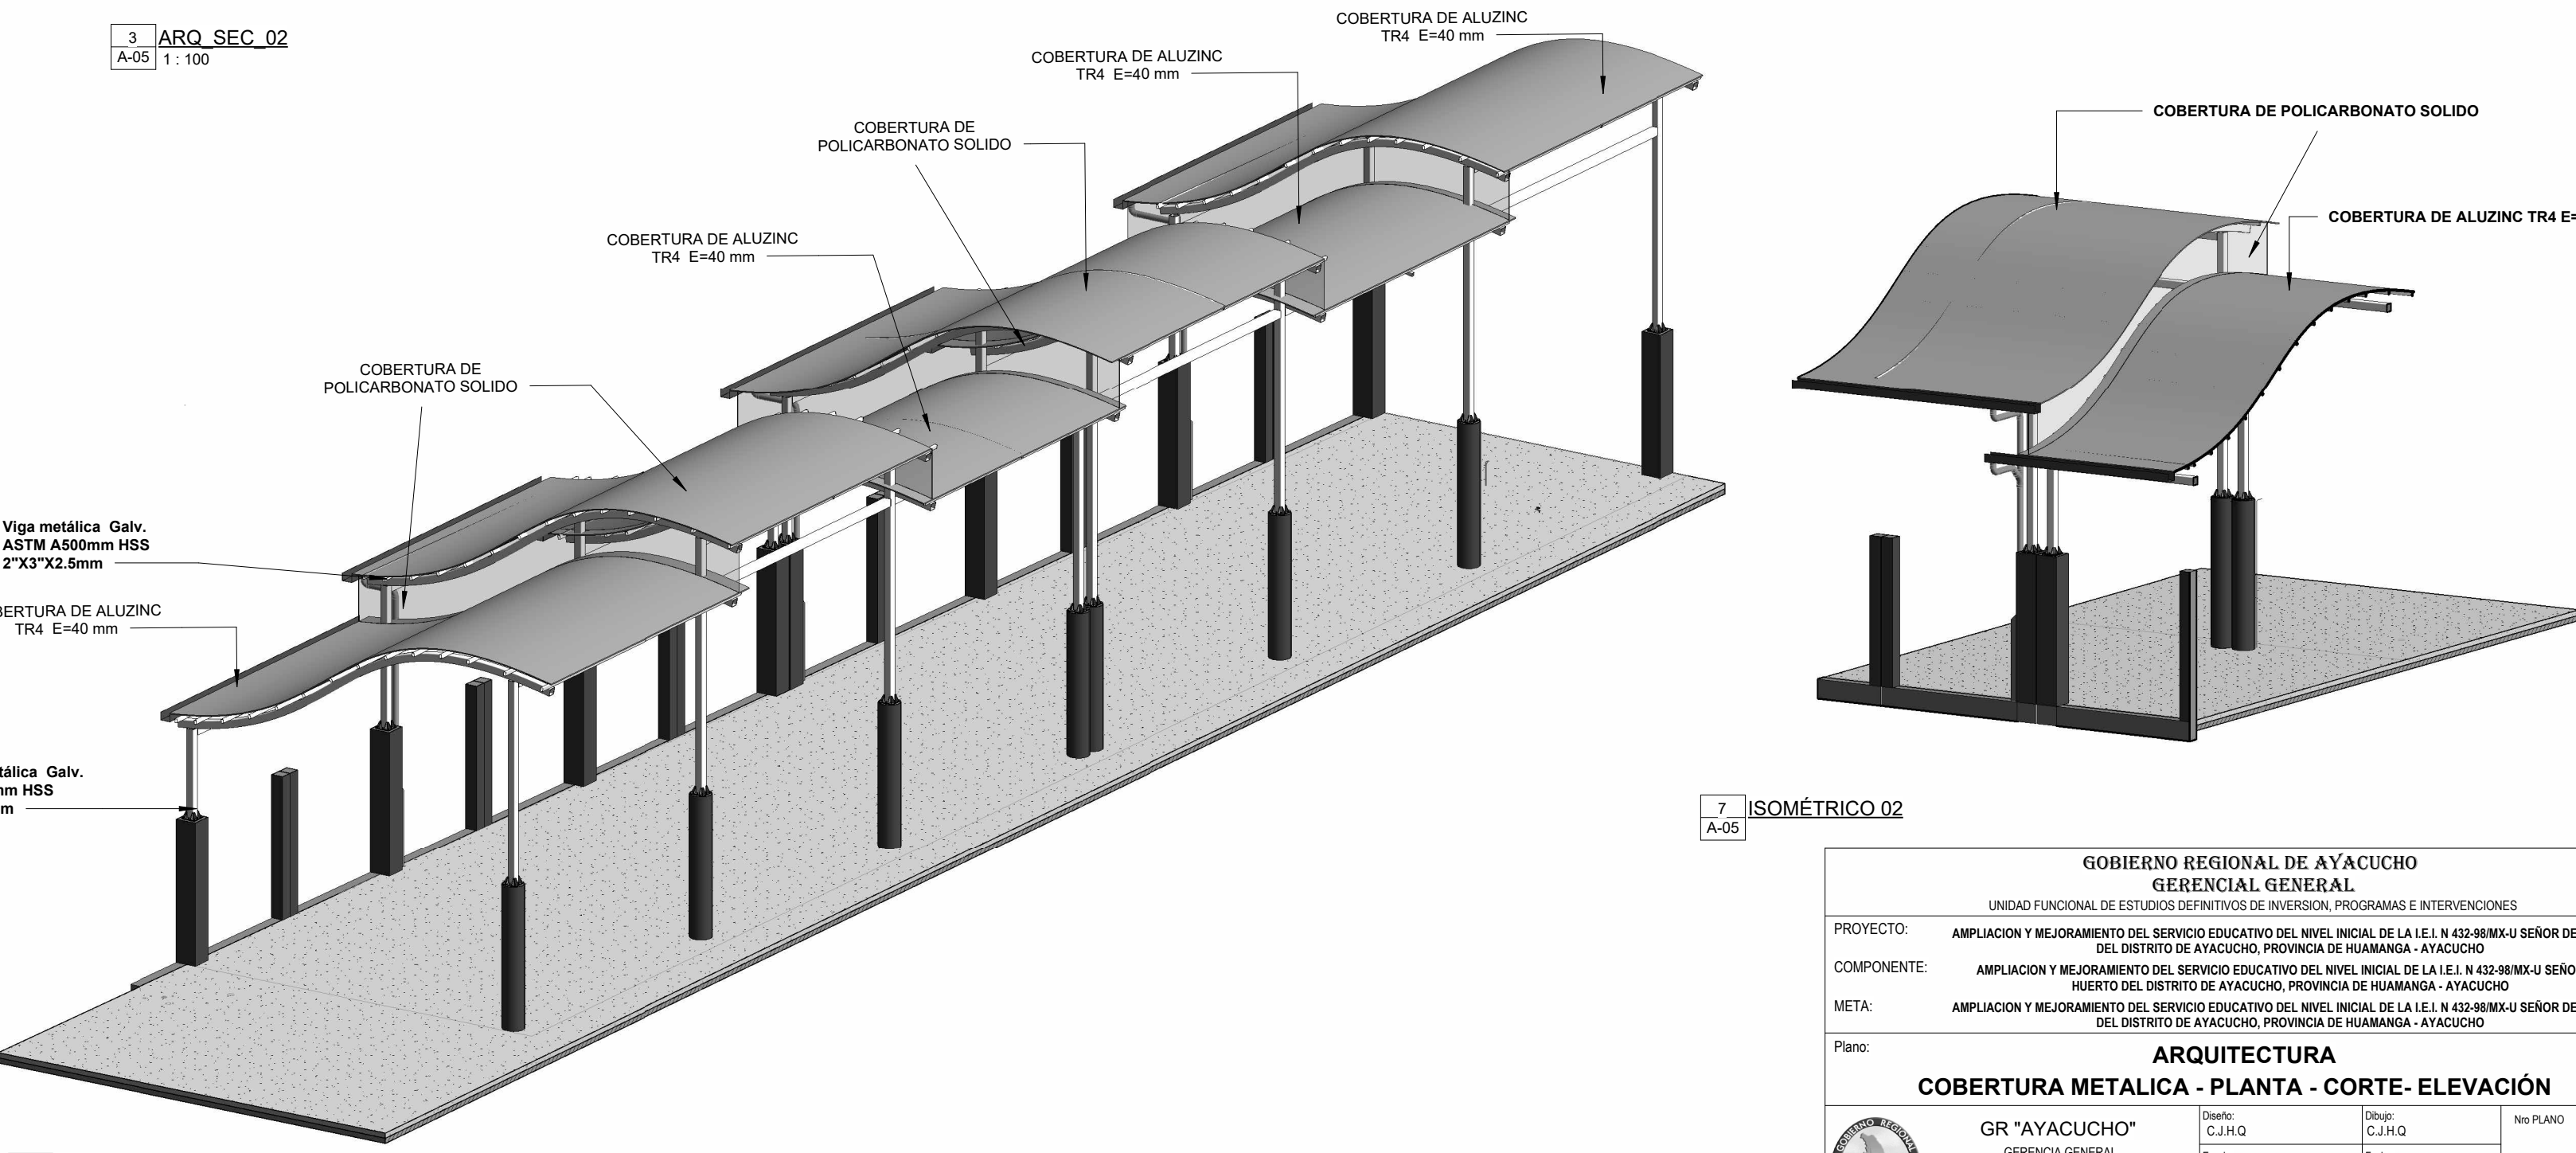 3
ARQ_SEC_02
A-05
1 : 100
COBERTURA DE ALUZINC
TR4 E=40 mm
COBERTURA DE ALUZINC
TR4 E=40 mm
COBERTURA DE
POLICARBONATO SOLIDO
COBERTURA DE ALUZINC
TR4 E=40 mm
COBERTURA DE
POLICARBONATO SOLIDO
Viga metálica Galv.
ASTM A500mm HSS
2"X3"X2.5mm
BERTURA DE ALUZINC
TR4 E=40 mm
tálica Galv.
m HSS
m
COBERTURA DE POLICARBONATO SOLIDO
COBERTURA DE ALUZINC TR4 E=
7
ISOMÉTRICO 02
A-05
GOBIERNO REGIONAL DE AYACUCHO
GERENCIAL GENERAL
UNIDAD FUNCIONAL DE ESTUDIOS DEFINITIVOS DE INVERSION, PROGRAMAS E INTERVENCIONES
PROYECTO:
AMPLIACION Y MEJORAMIENTO DEL SERVICIO EDUCATIVO DEL NIVEL INICIAL DE LA I.E.I. N 432-98/MX-U SEÑOR DE
DEL DISTRITO DE AYACUCHO, PROVINCIA DE HUAMANGA - AYACUCHO
COMPONENTE:
AMPLIACION Y MEJORAMIENTO DEL SERVICIO EDUCATIVO DEL NIVEL INICIAL DE LA I.E.I. N 432-98/MX-U SEÑO
HUERTO DEL DISTRITO DE AYACUCHO, PROVINCIA DE HUAMANGA - AYACUCHO
META:
AMPLIACION Y MEJORAMIENTO DEL SERVICIO EDUCATIVO DEL NIVEL INICIAL DE LA I.E.I. N 432-98/MX-U SEÑOR DE
DEL DISTRITO DE AYACUCHO, PROVINCIA DE HUAMANGA - AYACUCHO
Plano:
ARQUITECTURA
COBERTURA METALICA - PLANTA - CORTE- ELEVACIÓN
GOBIERNO REGIONAL
GR "AYACUCHO"
GERENCIA GENERAL
Diseño:
C.J.H.Q
Dibujo:
C.J.H.Q
Nro PLANO